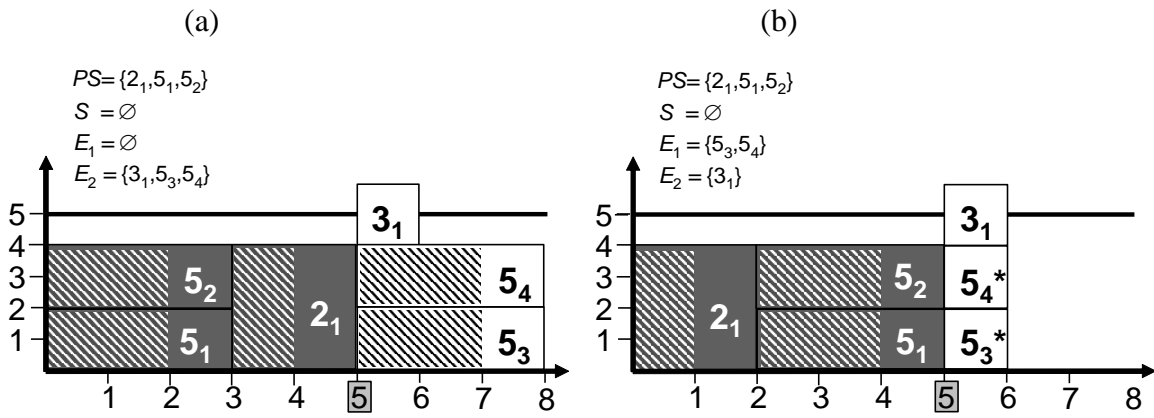 (a) (b)
PS= {2₁,5₁,5₂} PS= {2₁,5₁,5₂}
S = ∅ S = ∅
E₁ = ∅ E₁ = {5₃,5₄}
E₂ = {3₁,5₃,5₄} E₂ = {3₁}
5 3₁ 5 3₁
4 4
3 5₂ 5₄ 3 5₂ 5₄*
2 2₁ 2 2₁
1 5₁ 5₃ 1 5₁ 5₃*
1 2 3 4 5 6 7 8 1 2 3 4 5 6 7 8